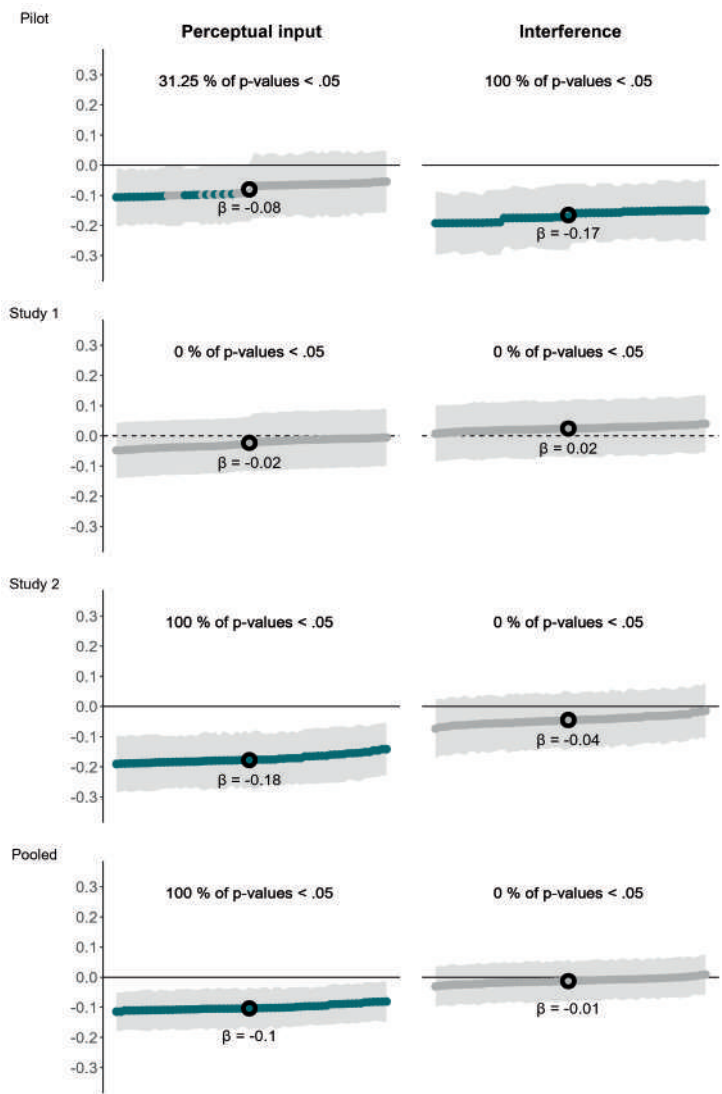 Pilot
Perceptual input
Interference
0.3
31.25 % of p-values < .05
100 % of p-values < .05
0.2
0.1
0.0
-0.1
β = -0.08
-0.2
β = -0.17
-0.3
Study 1
0.3
0 % of p-values < .05
0 % of p-values < .05
0.2
0.1
0.0
β = -0.02
β = 0.02
-0.1
-0.2
-0.3
Study 2
0.3
100 % of p-values < .05
0 % of p-values < .05
0.2
0.1
0.0
β = -0.04
-0.1
-0.2
β = -0.18
-0.3
Pooled
0.3
100 % of p-values < .05
0 % of p-values < .05
0.2
0.1
0.0
-0.1
β = -0.1
β = -0.01
-0.2
-0.3